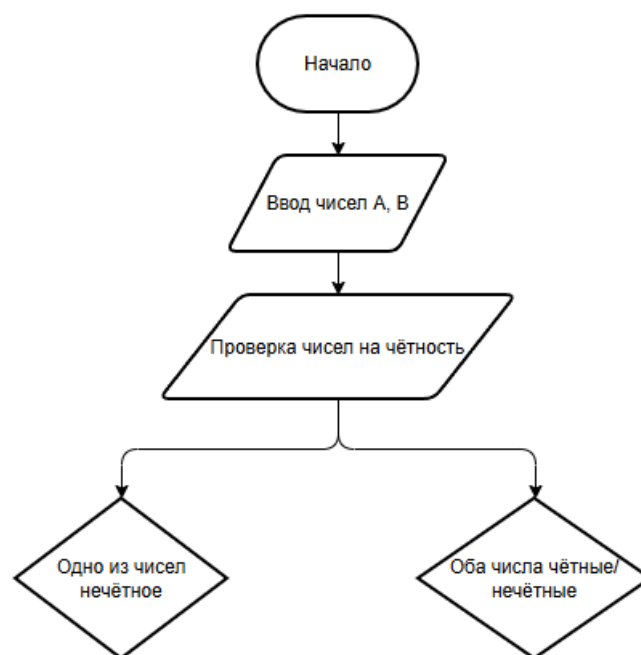 Начало
Ввод чисел A, B
Проверка чисел на чётность
Одно из чисел
нечётное
Оба числа чётные/
нечётные